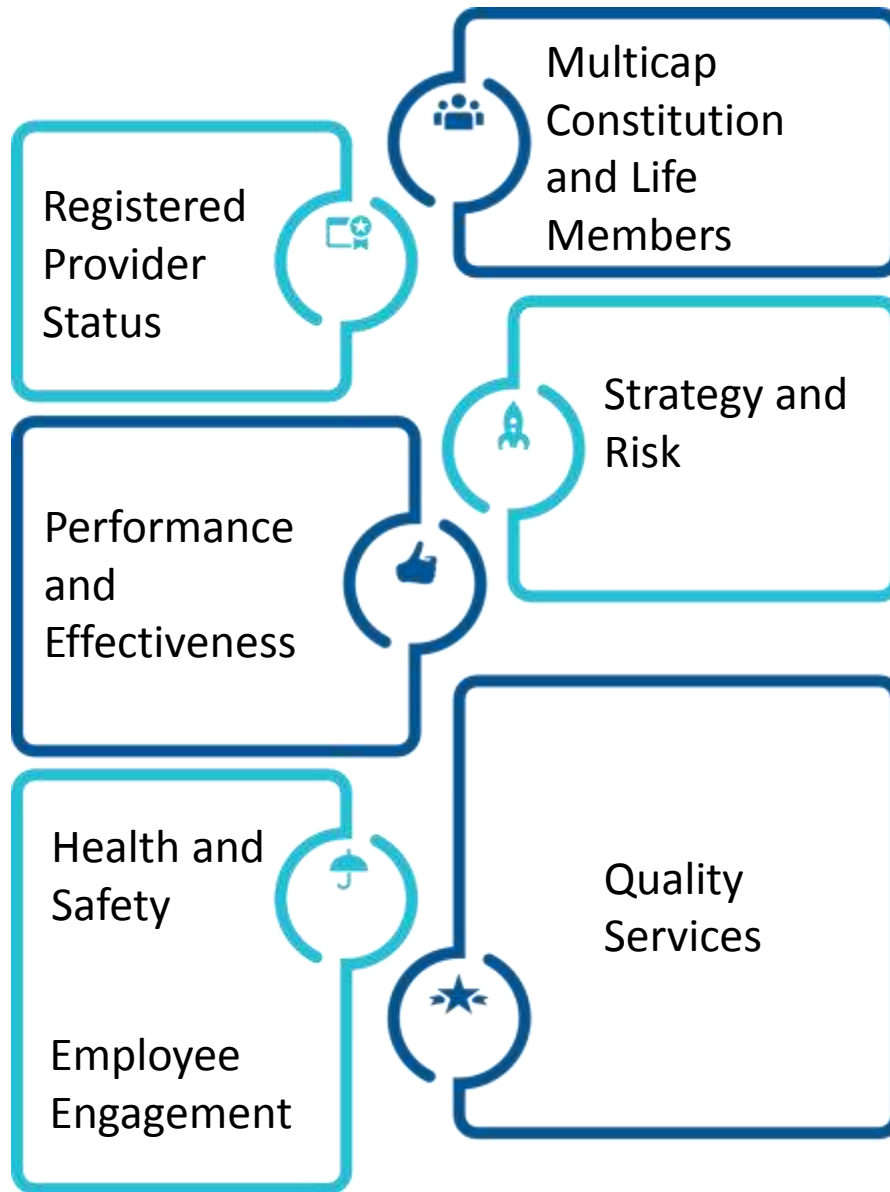 Multicap
Constitution
and Life
Members
Registered
Provider
Status
Strategy and
Risk
Performance
and
Effectiveness
Health and
Safety
Quality
Services
Employee
Engagement